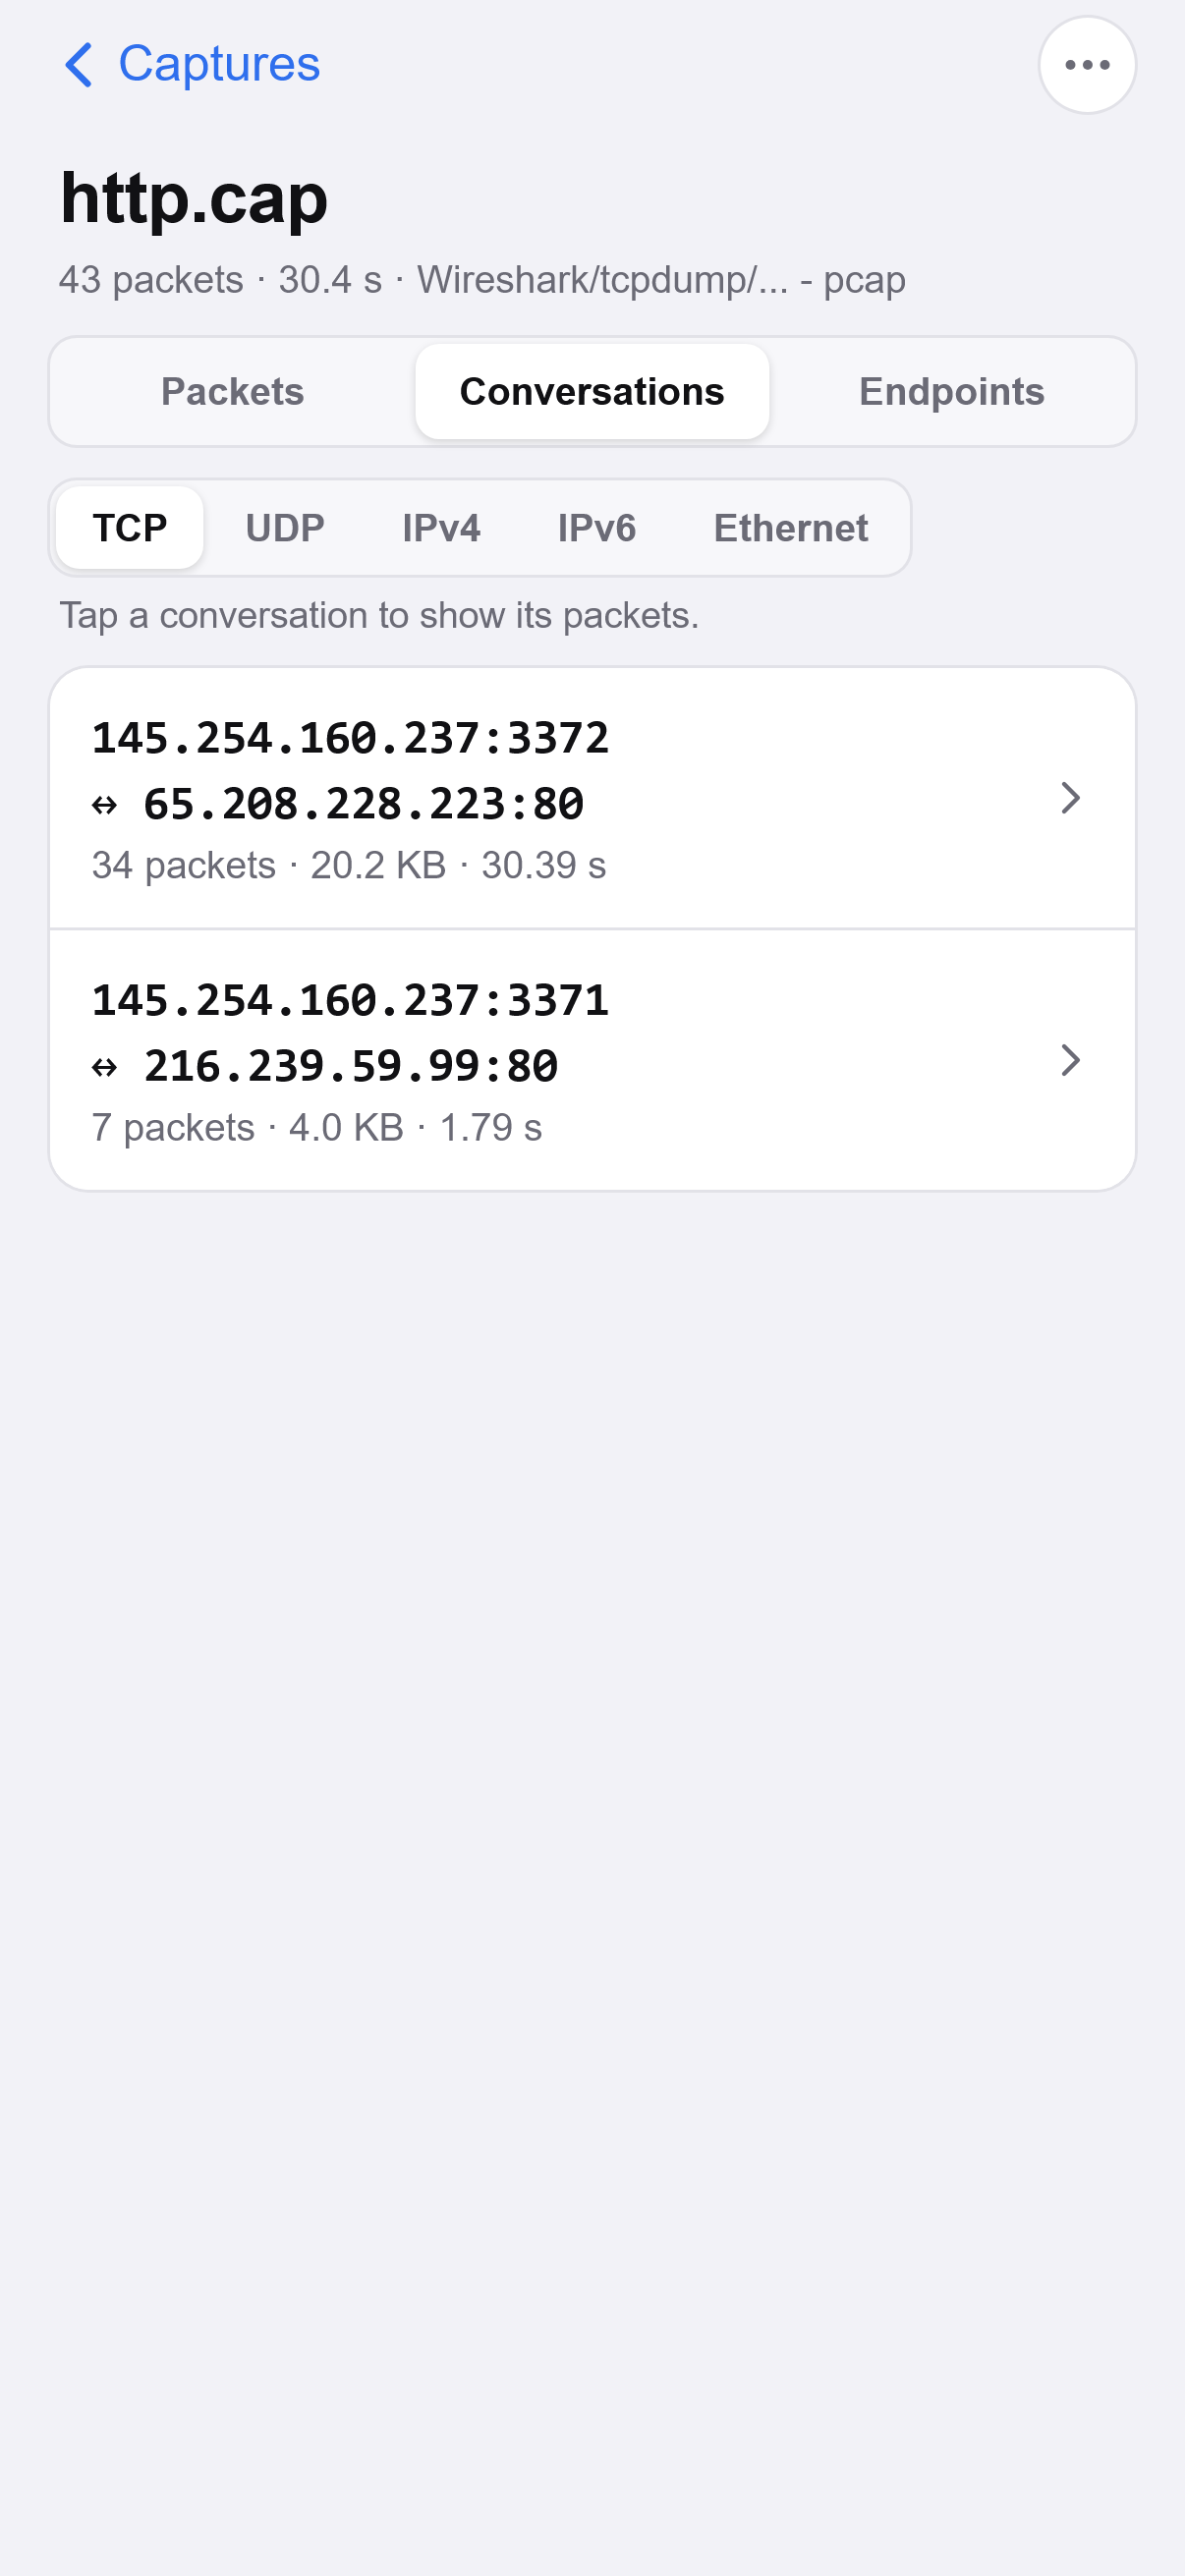 Captures
http.cap
43 packets · 30.4 s · Wireshark/tcpdump/... - pcap
Packets Conversations Endpoints
TCP UDP IPv4 IPv6 Ethernet
Tap a conversation to show its packets.
145.254.160.237:3372
↔ 65.208.228.223:80
34 packets · 20.2 KB · 30.39 s
145.254.160.237:3371
↔ 216.239.59.99:80
7 packets · 4.0 KB · 1.79 s